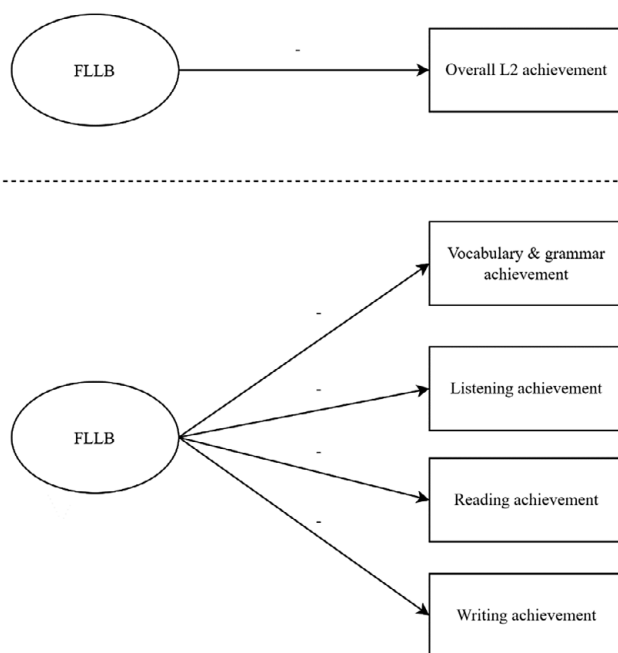 -
FLLB
Overall L2 achievement
Vocabulary & grammar
achievement
-
-
Listening achievement
FLLB
-
Reading achievement
-
Writing achievement